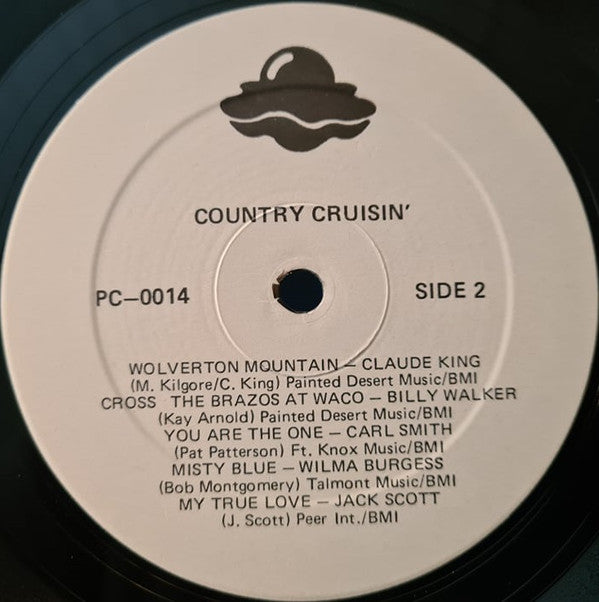 COUNTRY CRUISIN'
PC—0014
SIDE 2
WOLVERTON MOUNTAIN — CLAUDE KING
(M. Kilgore/C. King) Painted Desert Music/BMI
CROSS THE BRAZOS AT WACO — BILLY WALKER
(Kay Arnold) Painted Desert Music/BMI
YOU ARE THE ONE — CARL SMITH
(Pat Patterson) Ft. Knox Music/BMI
MISTY BLUE — WILMA BURGESS
(Bob Montgomery) Talmont Music/BMI
MY TRUE LOVE — JACK SCOTT
(J. Scott) Peer Int./BMI